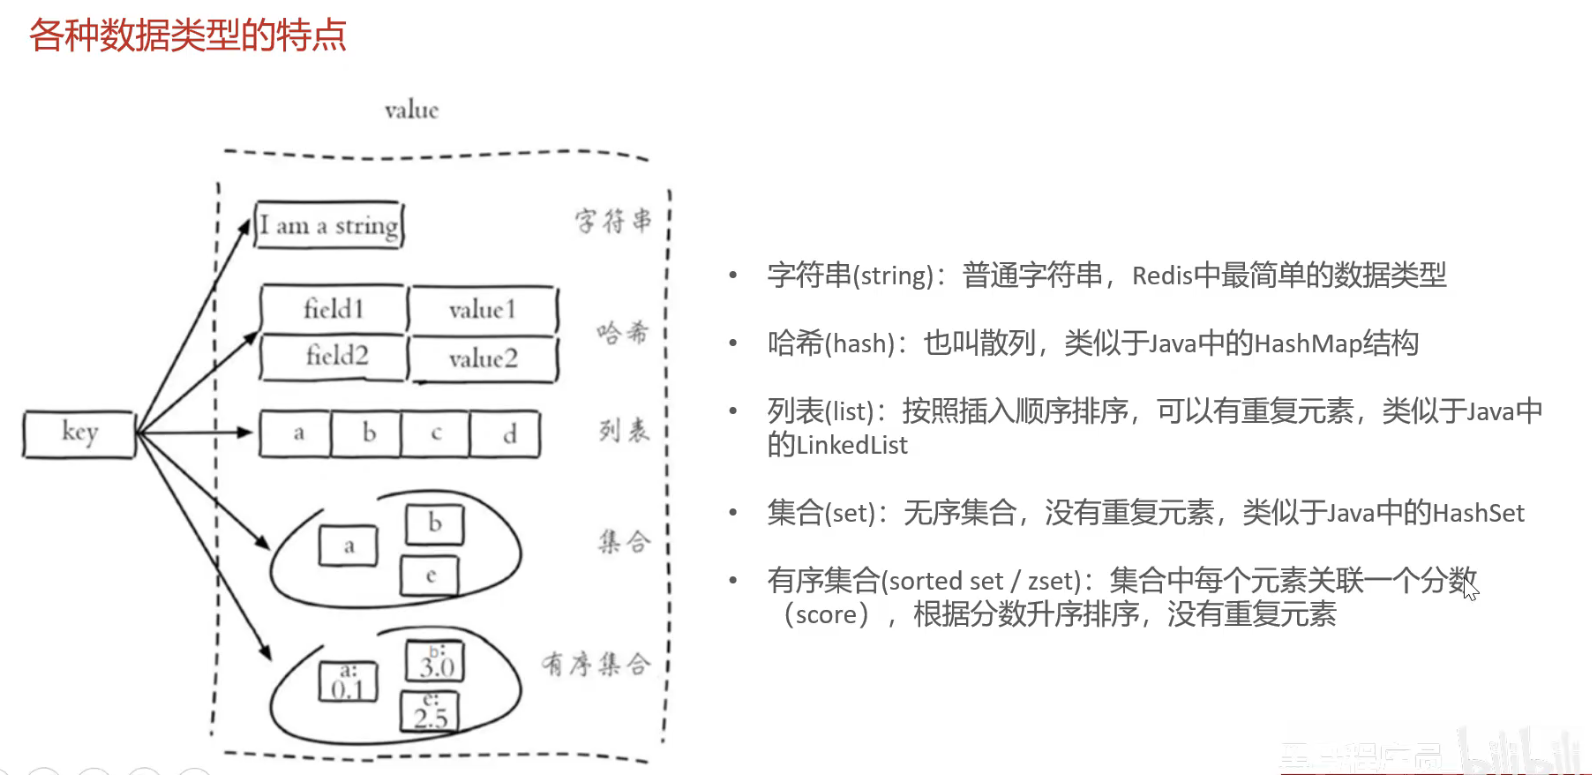 各种数据类型的特点
value
I am a string
字符串
field1
value1
field2
value2
哈希
key
a
b
c
d
列表
a
b
e
集合
a:
0.1
b:
3.0
e:
2.5
有序集合
• 字符串(string)：普通字符串，Redis中最简单的数据类型
• 哈希(hash)：也叫散列，类似于Java中的HashMap结构
• 列表(list)：按照插入顺序排序，可以有重复元素，类似于Java中
的LinkedList
• 集合(set)：无序集合，没有重复元素，类似于Java中的HashSet
• 有序集合(sorted set / zset)：集合中每个元素关联一个分数
（score），根据分数升序排序，没有重复元素
bilibili